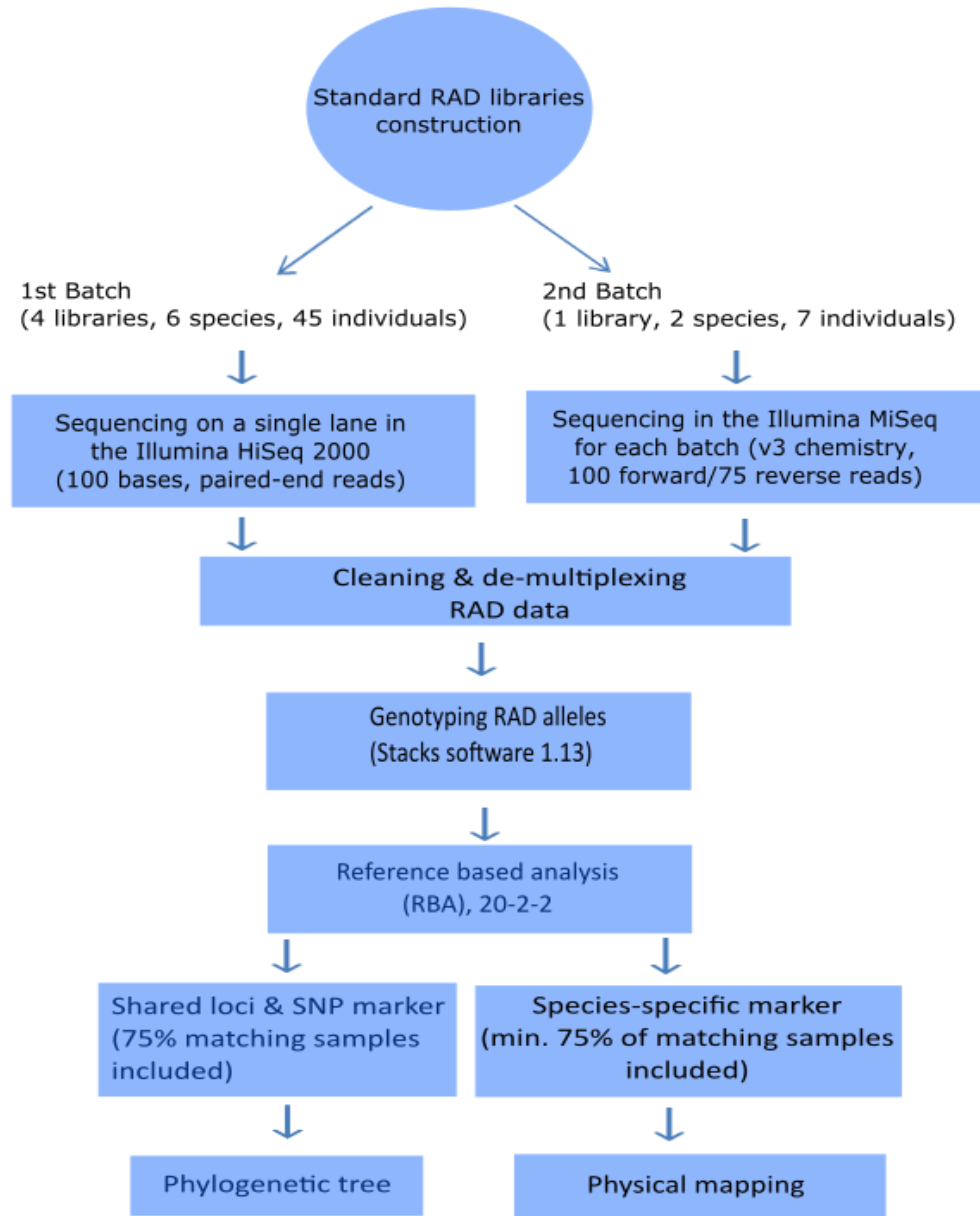 Standard RAD libraries
construction
1st Batch
(4 libraries, 6 species, 45 individuals)
2nd Batch
(1 library, 2 species, 7 individuals)
Sequencing on a single lane in
the Illumina HiSeq 2000
(100 bases, paired-end reads)
Sequencing in the Illumina MiSeq
for each batch (v3 chemistry,
100 forward/75 reverse reads)
Cleaning & de-multiplexing
RAD data
Genotyping RAD alleles
(Stacks software 1.13)
Reference based analysis
(RBA), 20-2-2
Shared loci & SNP marker
(75% matching samples
included)
Species-specific marker
(min. 75% of matching samples
included)
Phylogenetic tree
Physical mapping